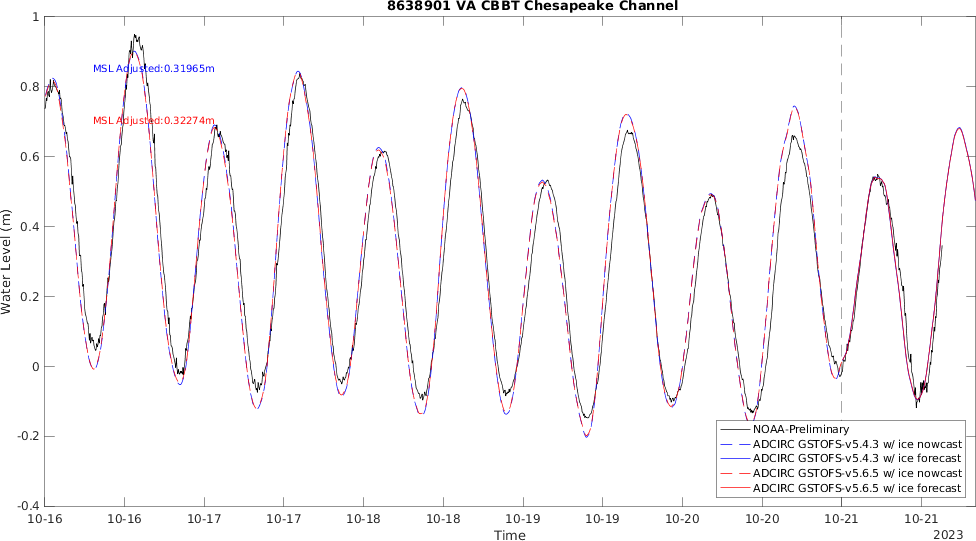 8638901 VA CBBT Chesapeake Channel
1
0.8
0.6
0.4
0.2
0
-0.2
-0.4
Water Level (m)
MSL Adjusted:0.31965m
MSL Adjusted:0.32274m
NOAA-Preliminary
ADCIRC GSTOFS-v5.4.3 w/ ice nowcast
ADCIRC GSTOFS-v5.4.3 w/ ice forecast
ADCIRC GSTOFS-v5.6.5 w/ ice nowcast
ADCIRC GSTOFS-v5.6.5 w/ ice forecast
10-16 10-16 10-17 10-17 10-18 10-18 10-19 10-19 10-20 10-20 10-21 10-21
Time
2023